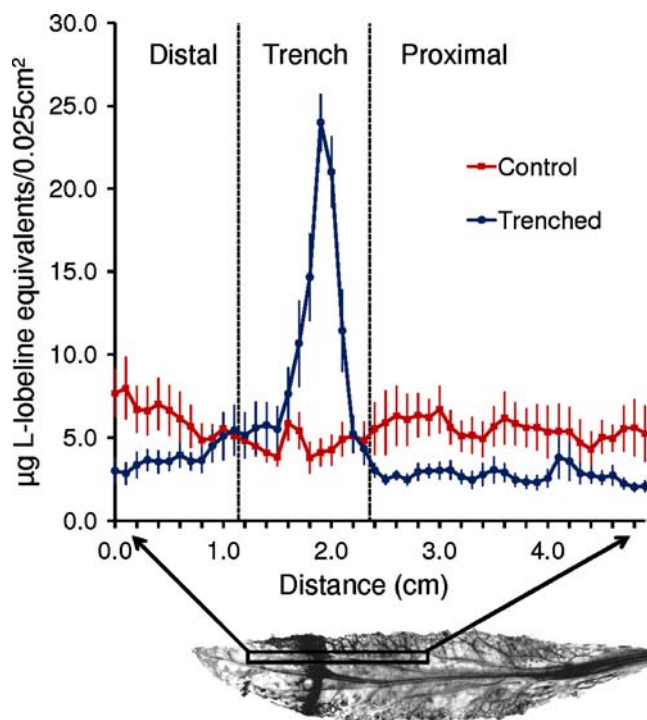 30.0
Distal Trench Proximal
25.0
20.0
15.0
10.0
5.0
0.0
µg L-lobeline equivalents/0.025cm²
Control
Trenched
0.0 1.0 2.0 3.0 4.0
Distance (cm)